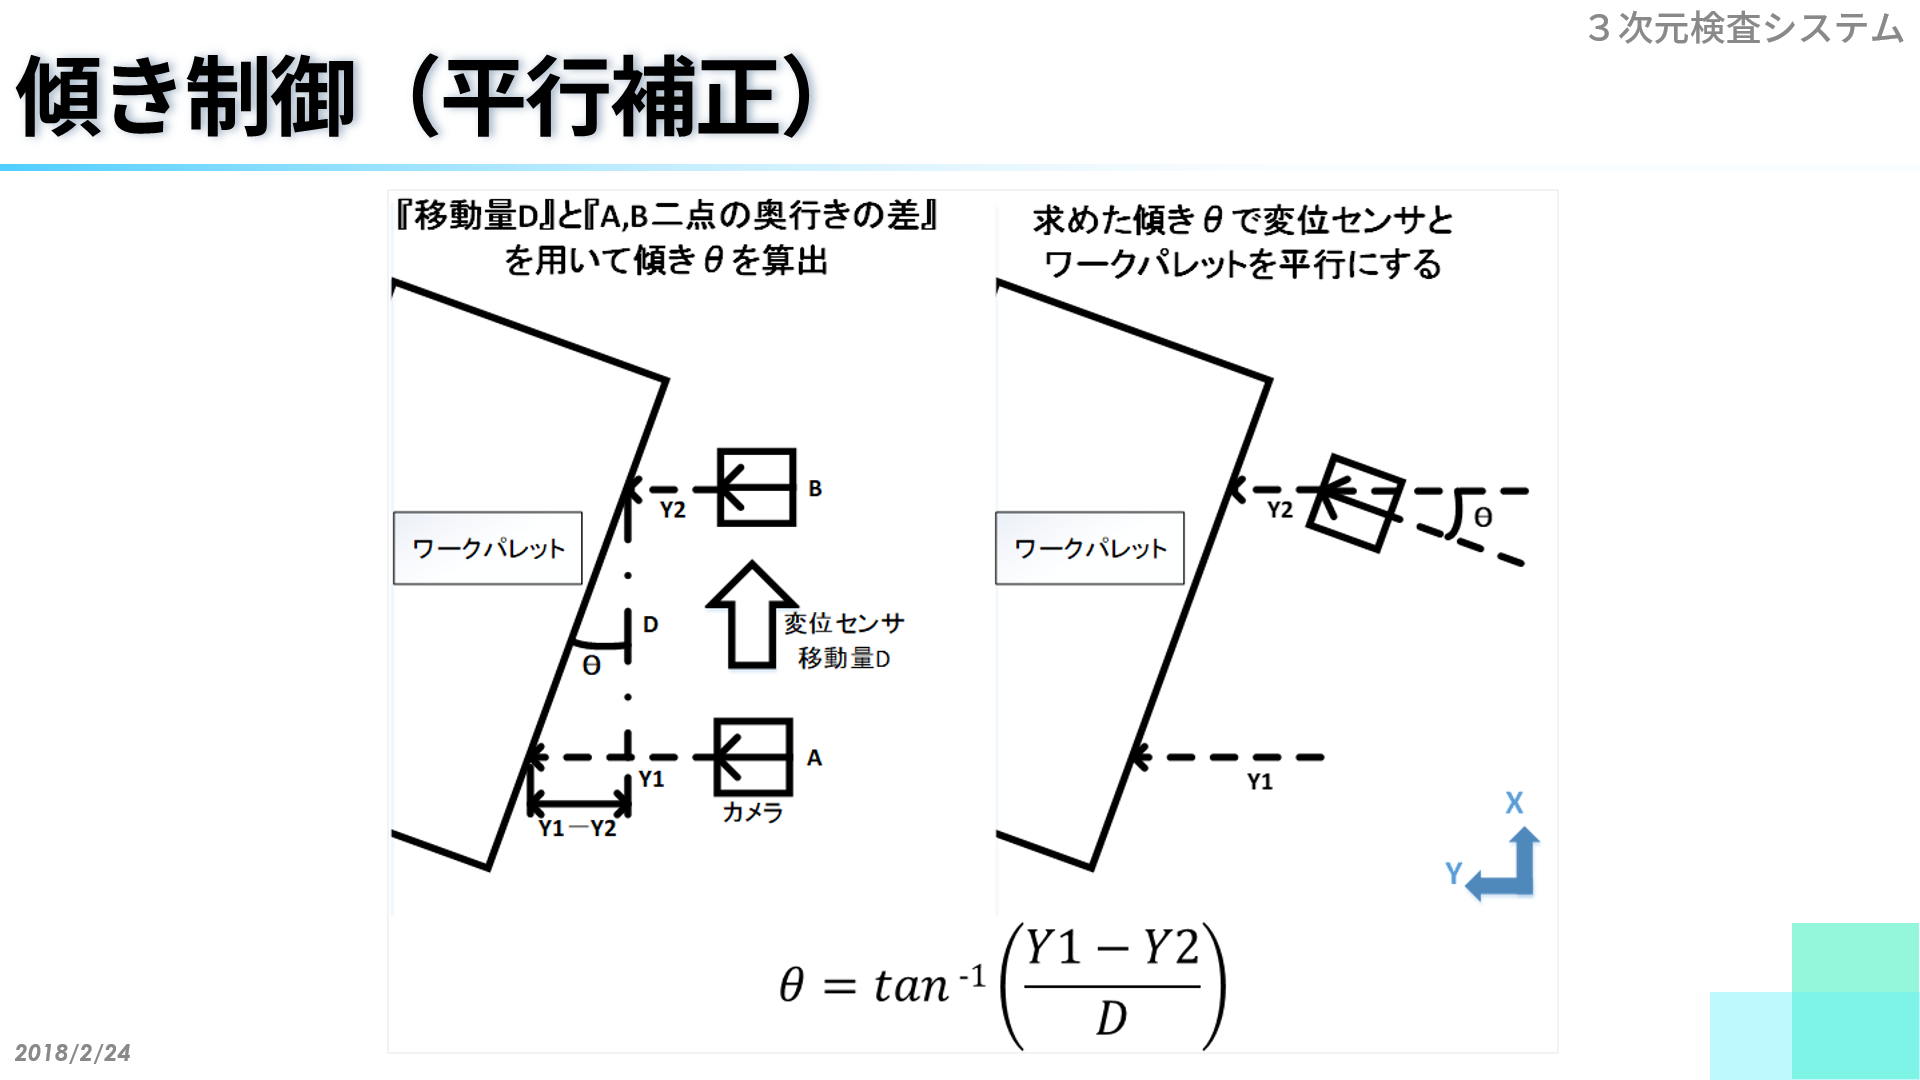 ３次元検査システム
傾き制御（平行補正）
『移動量D』と『A,B二点の奥行きの差』
を用いて傾きθを算出
求めた傾きθで変位センサと
ワークパレットを平行にする
B
Y2
ワークパレット
D
変位センサ
移動量D
θ
A
Y1
カメラ
Y1－Y2
Y2
θ
ワークパレット
Y1
X
Y
θ = tan⁻¹((Y1 − Y2)/D)
2018/2/24